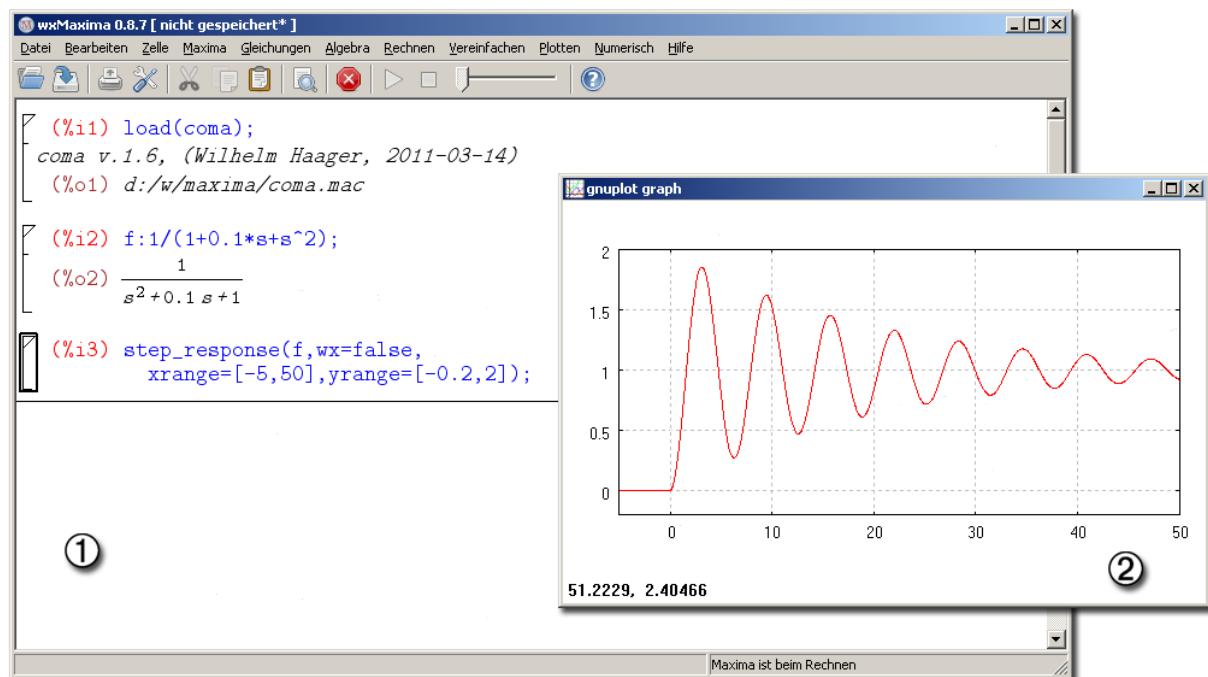 wxMaxima 0.8.7 [ nicht gespeichert* ]
Datei Bearbeiten Zelle Maxima Gleichungen Algebra Rechnen Vereinfachen Plotten Numerisch Hilfe
(%i1) load(coma);
coma v.1.6, (Wilhelm Haager, 2011-03-14)
(%o1) d:/w/maxima/coma.mac
(%i2) f:1/(1+0.1*s+s^2);
(%o2) 1
s²+0.1 s+1
(%i3) step_response(f,wx=false,
xrange=[-5,50],yrange=[-0.2,2]);
①
Maxima ist beim Rechnen
gnuplot graph
2
1.5
1
0.5
0
0 10 20 30 40 50
②
51.2229, 2.40466